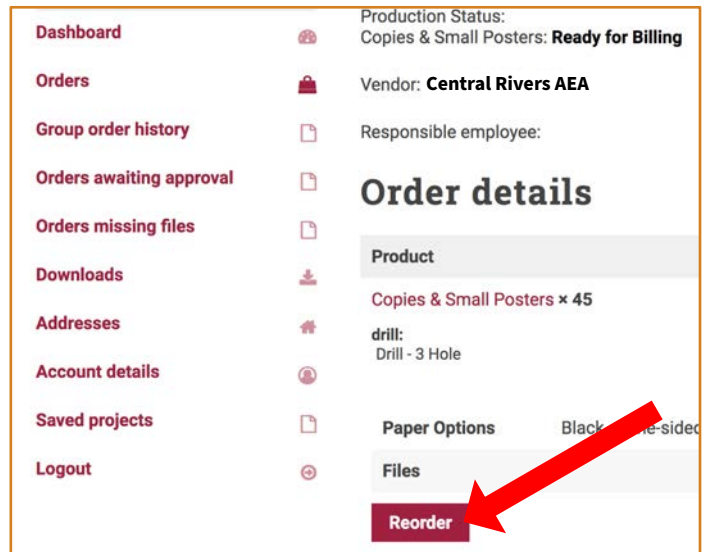 Dashboard
Orders
Group order history
Orders awaiting approval
Orders missing files
Downloads
Addresses
Account details
Saved projects
Logout
Production Status:
Copies & Small Posters: Ready for Billing
Vendor: Central Rivers AEA
Responsible employee:
Order details
Product
Copies & Small Posters × 45
drill:
Drill - 3 Hole
Paper Options Black
Files
Reorder